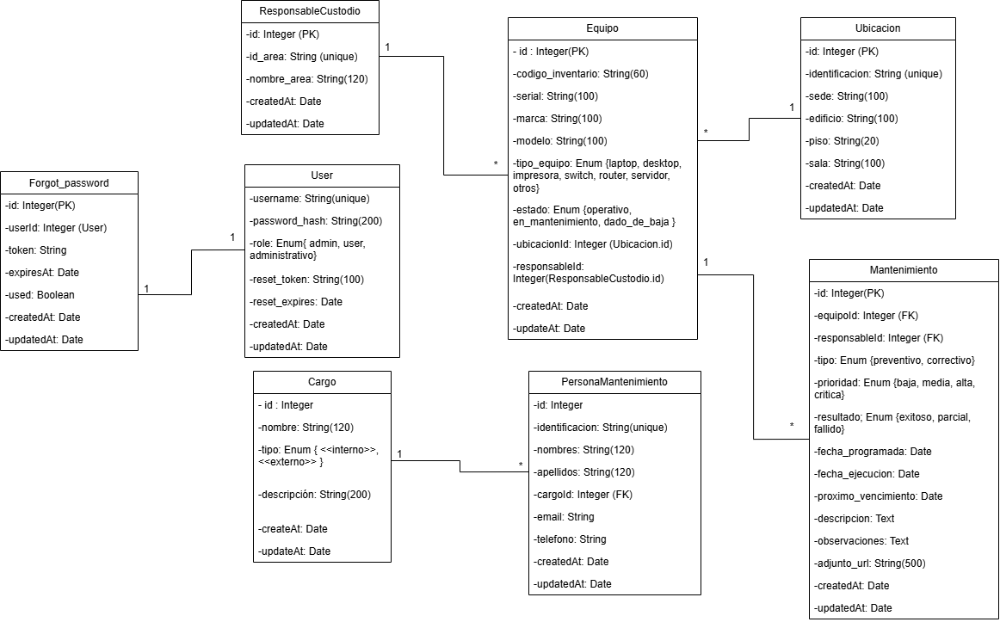 ResponsableCustodio
-id: Integer (PK)
-id_area: String (unique)
-nombre_area: String(120)
-createdAt: Date
-updatedAt: Date
1
*
Equipo
- id : Integer(PK)
-codigo_inventario: String(60)
-serial: String(100)
-marca: String(100)
-modelo: String(100)
-tipo_equipo: Enum {laptop, desktop,
impresora, switch, router, servidor,
otros}
-estado: Enum {operativo,
en_mantenimiento, dado_de_baja }
-ubicacionId: Integer (Ubicacion.id)
-responsableId:
Integer(ResponsableCustodio.id)
-createdAt: Date
-updateAt: Date
*
1
Ubicacion
-id: Integer (PK)
-identificacion: String (unique)
-sede: String(100)
-edificio: String(100)
-piso: String(20)
-sala: String(100)
-createdAt: Date
-updatedAt: Date
Forgot_password
-id: Integer(PK)
-userId: Integer (User)
-token: String
-expiresAt: Date
-used: Boolean
-createdAt: Date
-updatedAt: Date
1
1
User
-username: String(unique)
-password_hash: String(200)
-role: Enum{ admin, user,
administrativo}
-reset_token: String(100)
-reset_expires: Date
-createdAt: Date
-updatedAt: Date
1
*
Mantenimiento
-id: Integer(PK)
-equipoId: Integer (FK)
-responsableId: Integer (FK)
-tipo: Enum {preventivo, correctivo}
-prioridad: Enum {baja, media, alta,
critica}
-resultado; Enum {exitoso, parcial,
fallido}
-fecha_programada: Date
-fecha_ejecucion: Date
-proximo_vencimiento: Date
-descripcion: Text
-observaciones: Text
-adjunto_url: String(500)
-createdAt: Date
-updatedAt: Date
Cargo
- id : Integer
-nombre: String(120)
-tipo: Enum { <<interno>>,
<<externo>> }
-descripción: String(200)
-createAt: Date
-updateAt: Date
1
*
PersonaMantenimiento
-id: Integer
-identificacion: String(unique)
-nombres: String(120)
-apellidos: String(120)
-cargoId: Integer (FK)
-email: String
-telefono: String
-createdAt: Date
-updatedAt: Date